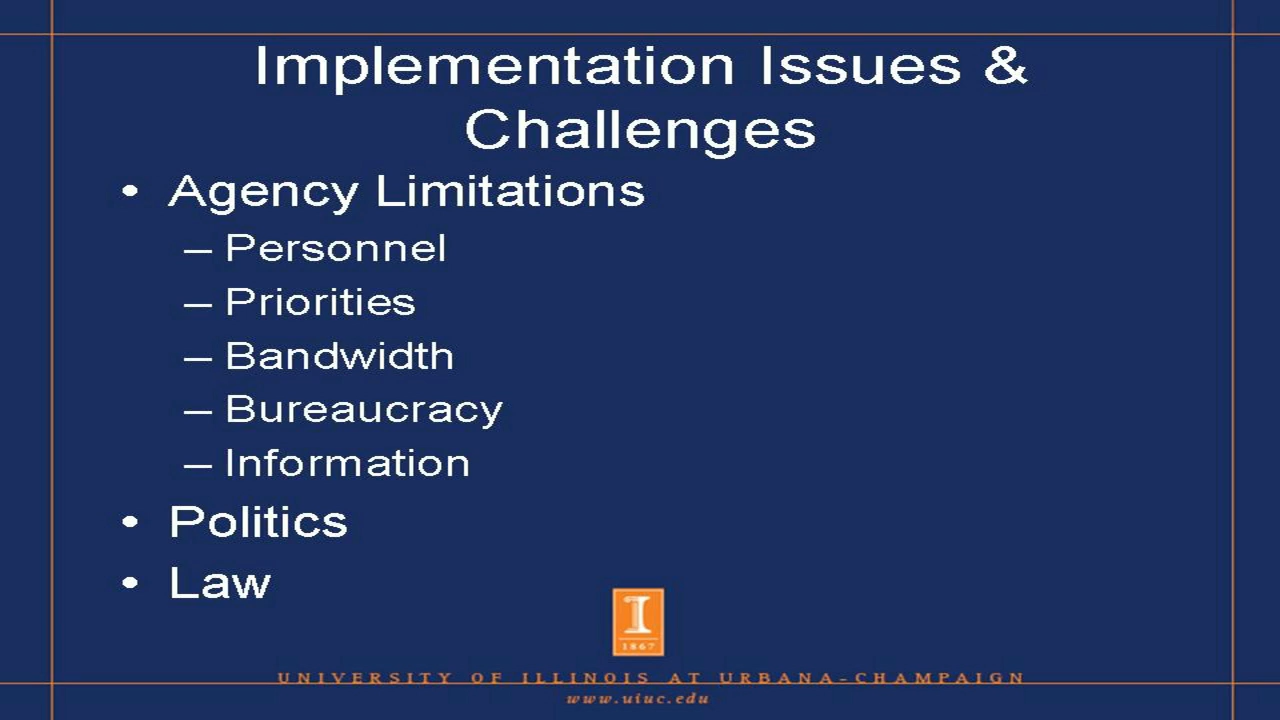 Implementation Issues &
Challenges
• Agency Limitations
– Personnel
– Priorities
– Bandwidth
– Bureaucracy
– Information
• Politics
• Law
I
1867
UNIVERSITY OF ILLINOIS AT URBANA-CHAMPAIGN
www.uiuc.edu